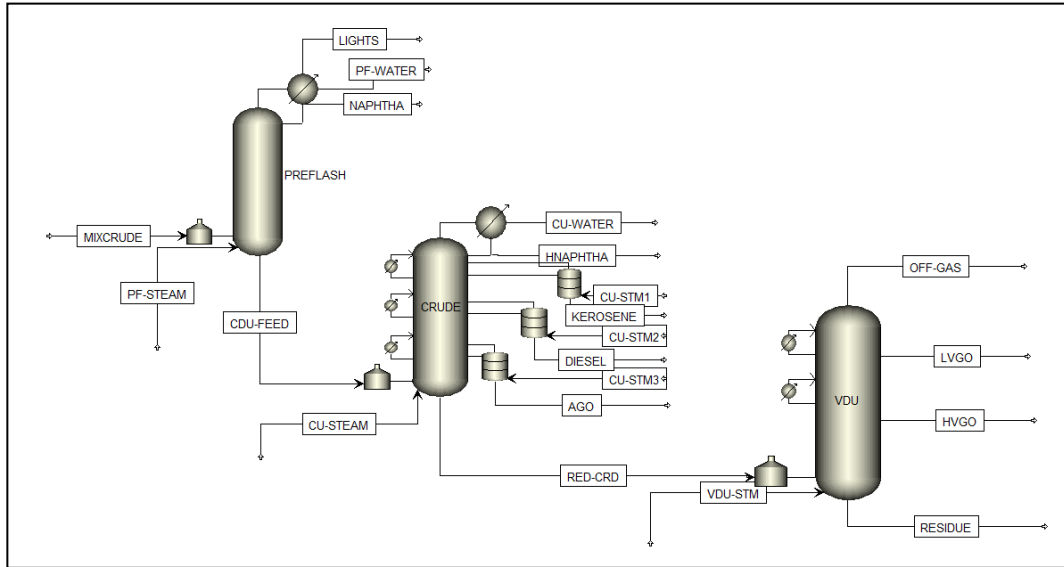 LIGHTS
PF-WATER
NAPHTHA
PREFLASH
MIXCRUDE
PF-STEAM
CDU-FEED
CU-WATER
HNAPHTHA
CRUDE
CU-STM1
KEROSENE
CU-STM2
DIESEL
CU-STM3
AGO
CU-STEAM
RED-CRD
OFF-GAS
LVGO
VDU
HVGO
VDU-STM
RESIDUE